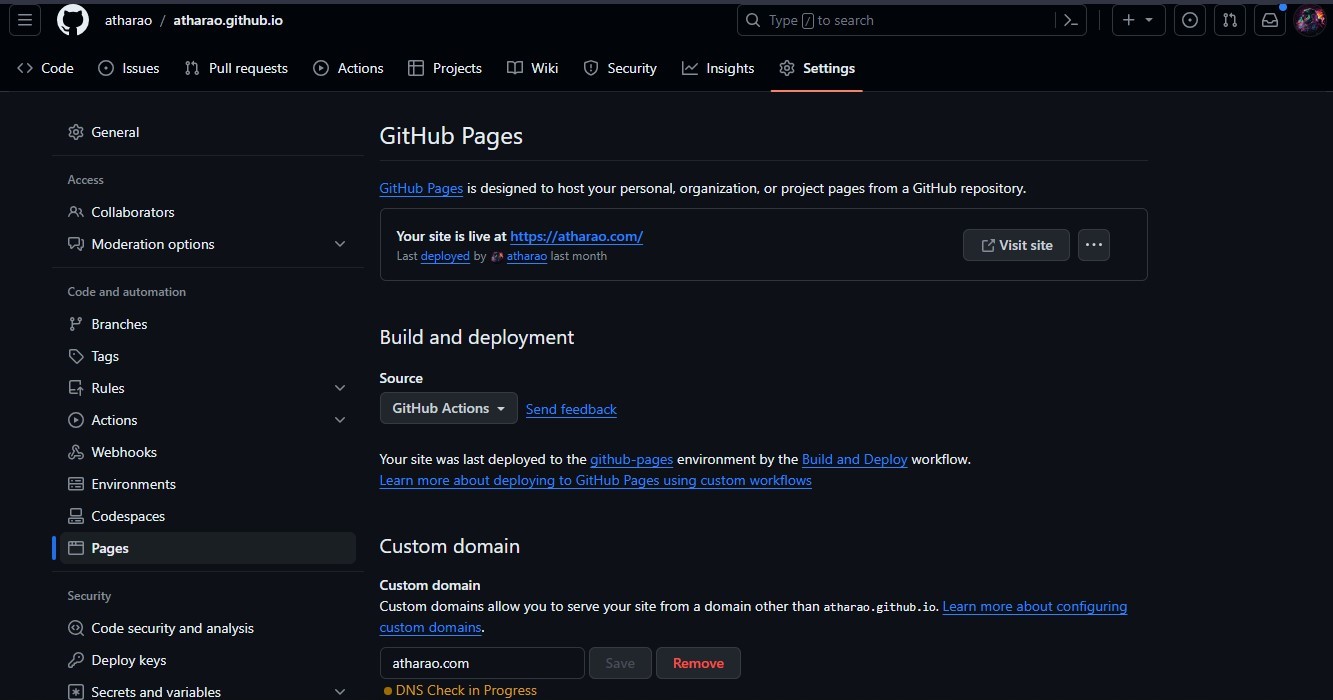 atharao / atharao.github.io
Type / to search
Code
Issues
Pull requests
Actions
Projects
Wiki
Security
Insights
Settings
General
Access
Collaborators
Moderation options
Code and automation
Branches
Tags
Rules
Actions
Webhooks
Environments
Codespaces
Pages
Security
Code security and analysis
Deploy keys
Secrets and variables
GitHub Pages
GitHub Pages is designed to host your personal, organization, or project pages from a GitHub repository.
Your site is live at https://atharao.com/
Last deployed by atharao last month
Visit site
Build and deployment
Source
GitHub Actions
Send feedback
Your site was last deployed to the github-pages environment by the Build and Deploy workflow.
Learn more about deploying to GitHub Pages using custom workflows
Custom domain
Custom domain
Custom domains allow you to serve your site from a domain other than atharao.github.io. Learn more about configuring
custom domains.
atharao.com
Save
Remove
DNS Check in Progress